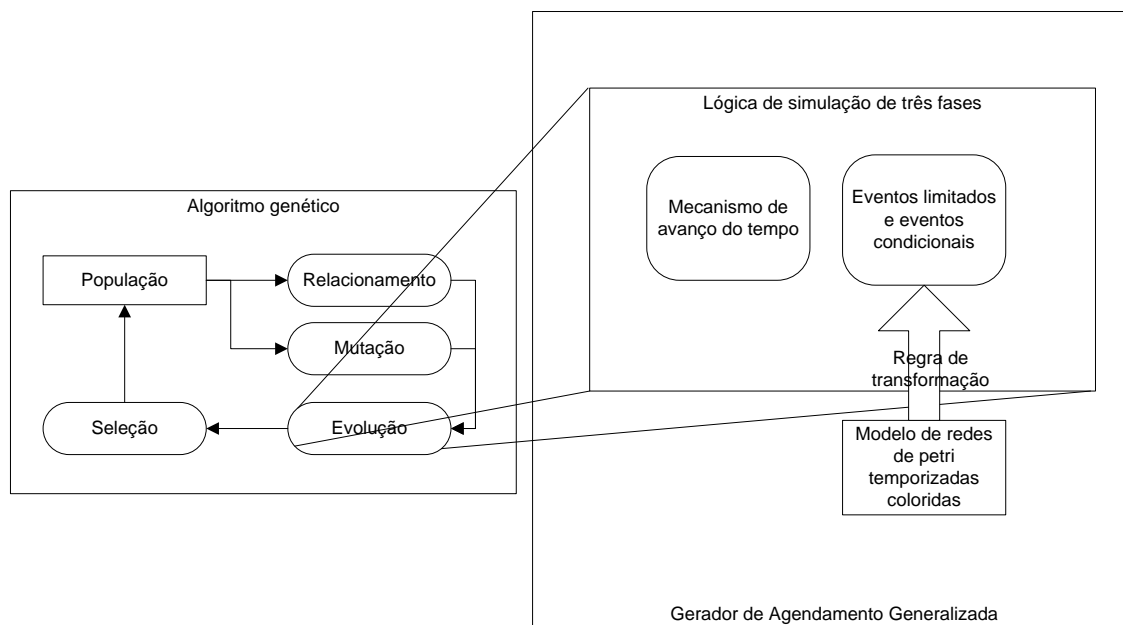 Algoritmo genético
População
Relacionamento
Mutação
Seleção
Evolução
Lógica de simulação de três fases
Mecanismo de
avanço do tempo
Eventos limitados
e eventos
condicionais
Regra de
transformação
Modelo de redes
de petri
temporizadas
coloridas
Gerador de Agendamento Generalizada